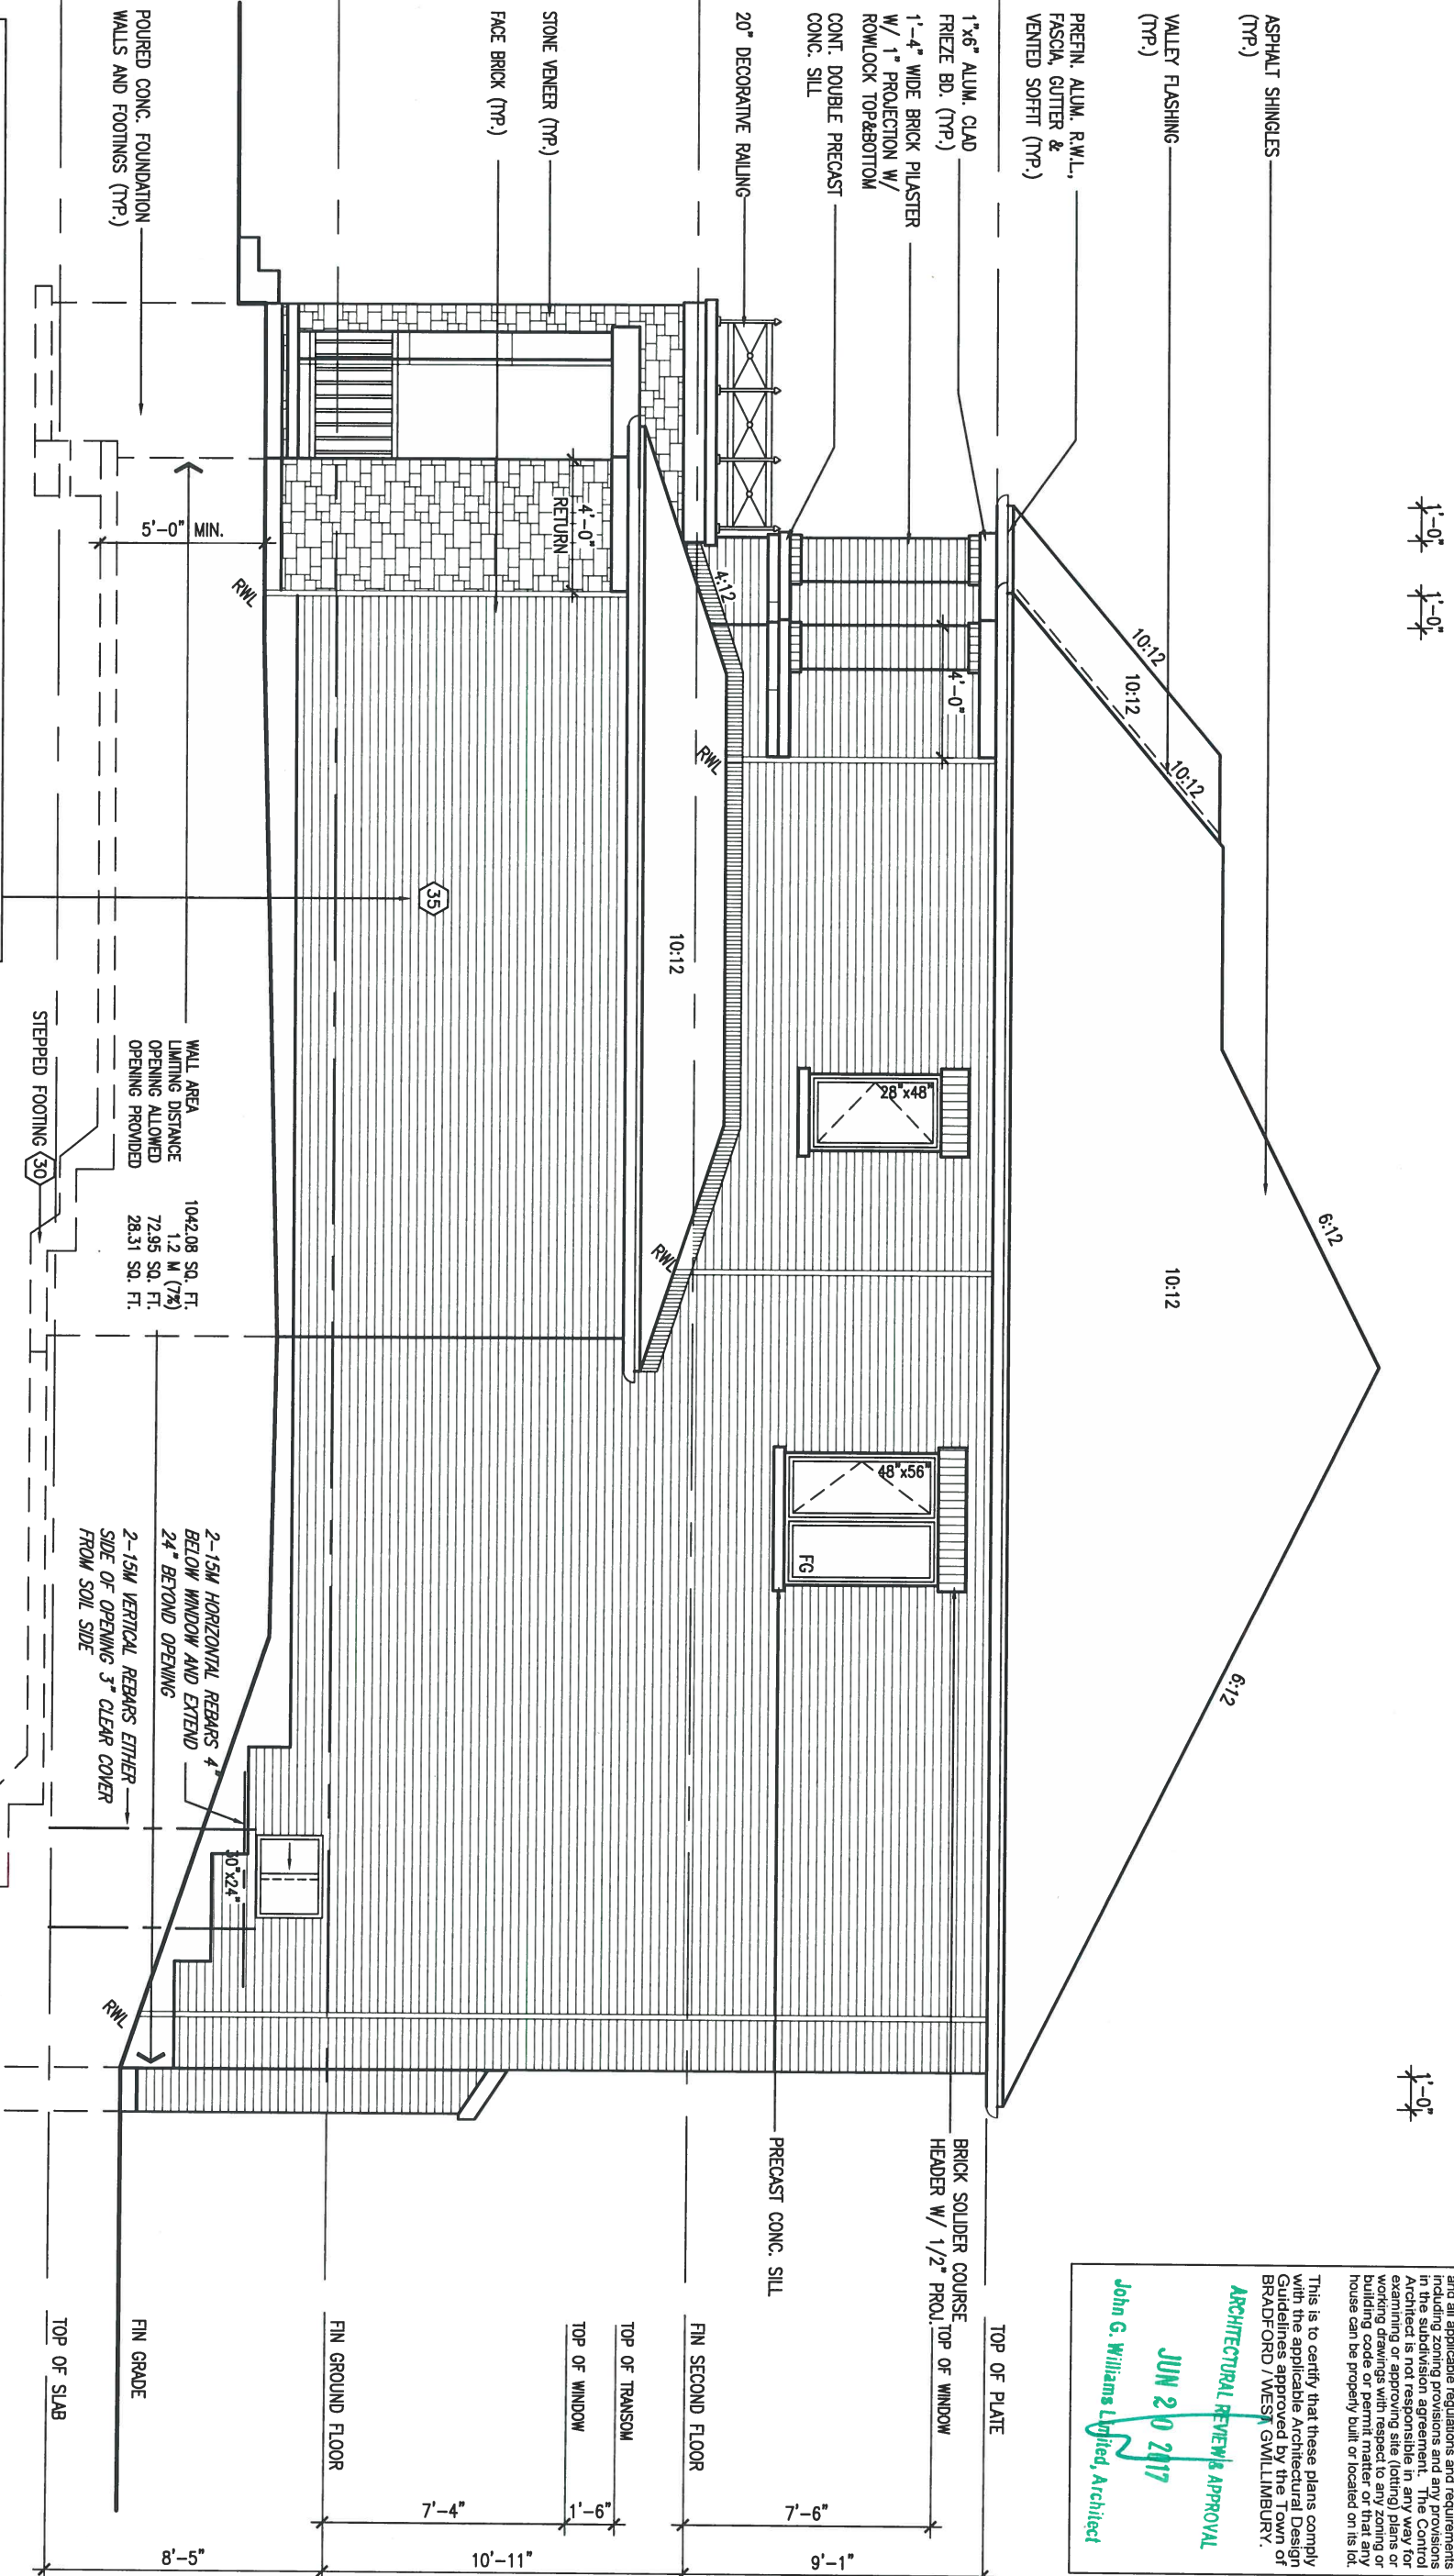 ASPHALT SHINGLES
(TYP.)
VALLEY FLASHING
(TYP.)
PREFIN. ALUM. R.W.L.,
FASCIA, GUTTER &
VENTED SOFFIT (TYP.)
1"x6" ALUM. CLAD
FRIEZE BD. (TYP.)
1'-4" WIDE BRICK PILASTER
W/ 1" PROJECTION W/
ROWLOCK TOP&BOTTOM
CONT. DOUBLE PRECAST
CONC. SILL
20" DECORATIVE RAILING
STONE VENEER (TYP.)
FACE BRICK (TYP.)
POURED CONC. FOUNDATION
WALLS AND FOOTINGS (TYP.)
1'-0"
1'-0"
1'-0"
10:12
10:12
10:12
6:12
10:12
6:12
4'-0"
4:12
RWL
10:12
28"x48"
RWL
48"x56"
FG
4'-0"
RETURN
RWL
5'-0" MIN.
35
WALL AREA 1042.08 SQ. FT.
LIMITING DISTANCE 1.2 M (7%)
OPENING ALLOWED 72.95 SQ. FT.
OPENING PROVIDED 28.31 SQ. FT.
STEPPED FOOTING 30
2-15M HORIZONTAL REBARS 4"
BELOW WINDOW AND EXTEND
24" BEYOND OPENING
2-15M VERTICAL REBARS EITHER
SIDE OF OPENING 3" CLEAR COVER
FROM SOIL SIDE
30"x24"
RWL
BRICK SOLIDER COURSE
HEADER W/ 1/2" PROJ.
PRECAST CONC. SILL
TOP OF PLATE
TOP OF WINDOW
FIN SECOND FLOOR
TOP OF TRANSOM
TOP OF WINDOW
FIN GROUND FLOOR
FIN GRADE
TOP OF SLAB
7'-6"
1'-6"
7'-4"
9'-1"
10'-11"
8'-5"
and all applicable regulations and requirements
including zoning provisions and any provisions
in the subdivision agreement. The Control
Architect is not responsible in any way for
examining or approving site (lotting) plans or
working drawings with respect to any zoning or
building code or permit matter or that any
house can be properly built or located on its lot.
This is to certify that these plans comply
with the applicable Architectural Design
Guidelines approved by the Town of
BRADFORD / WEST GWILLIMBURY.
ARCHITECTURAL REVIEW & APPROVAL
JUN 20 2017
John G. Williams Limited, Architect